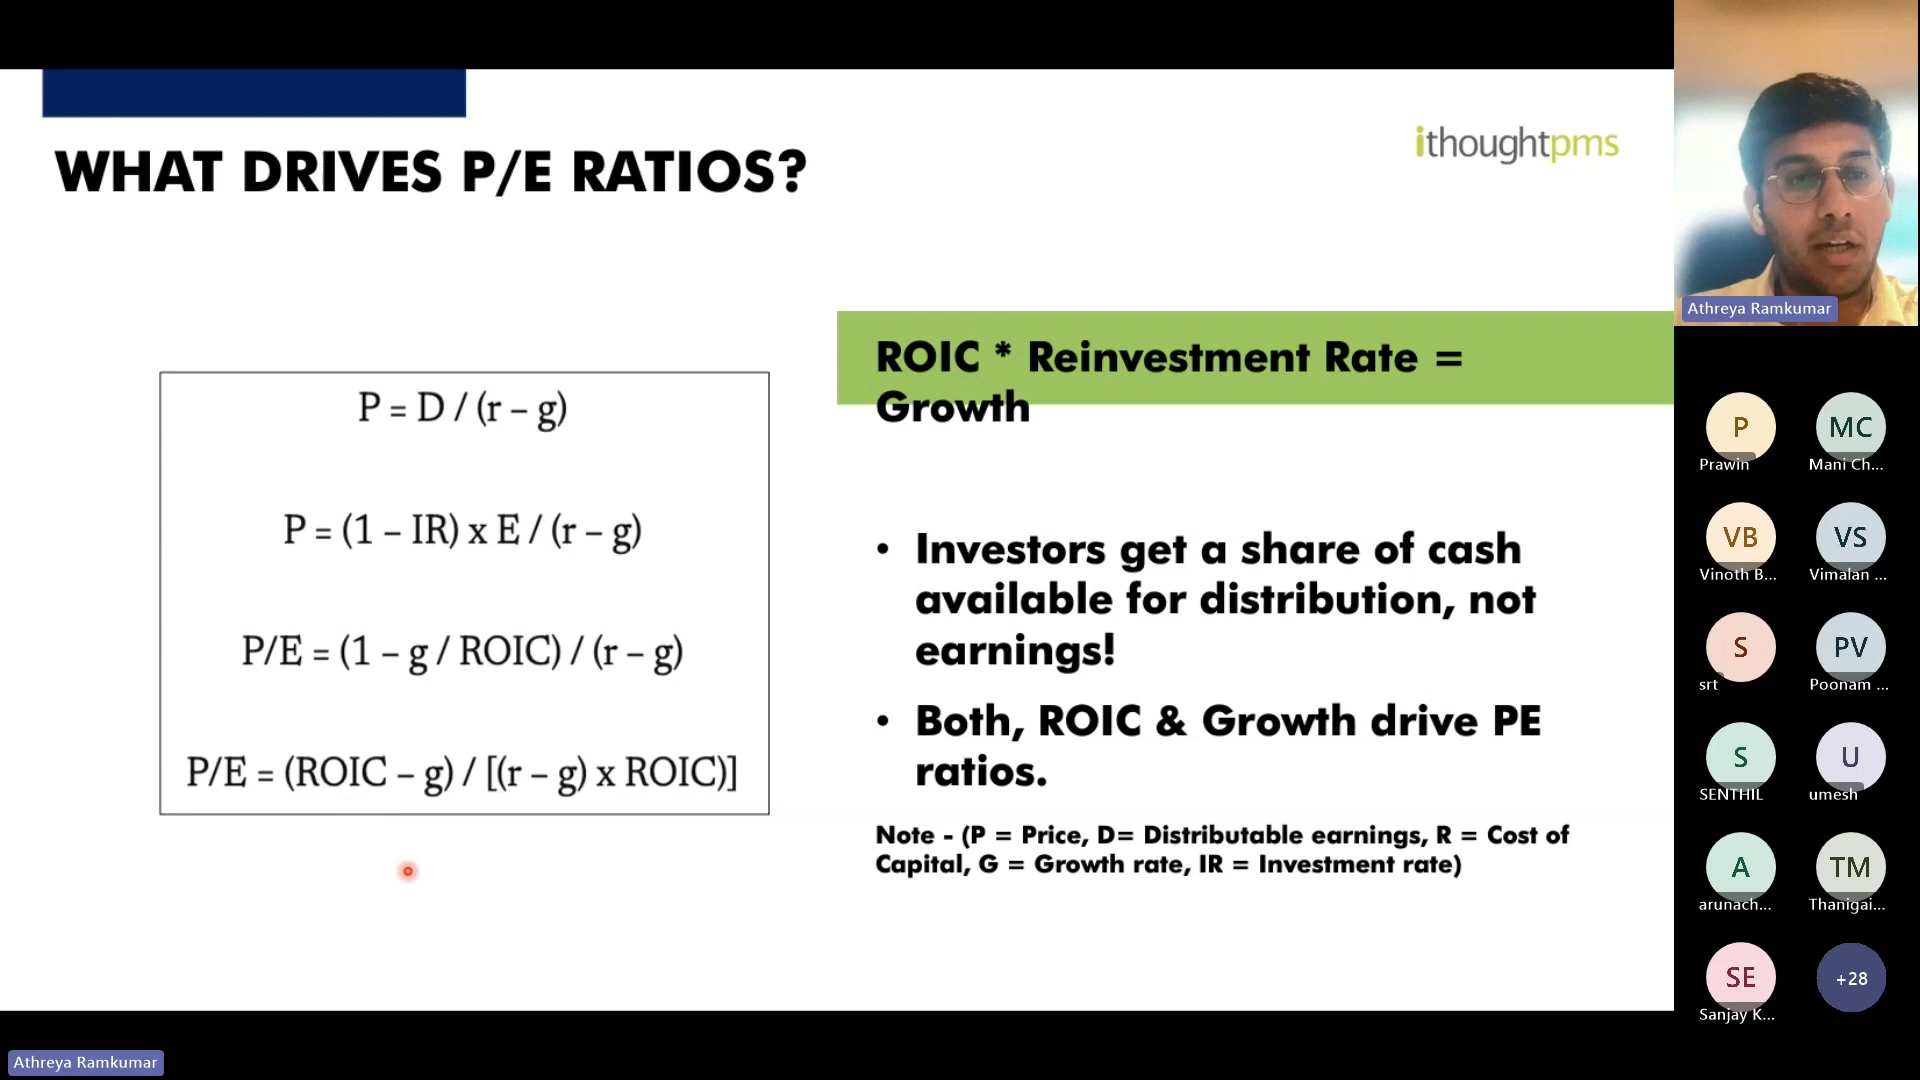 WHAT DRIVES P/E RATIOS?
ithoughtpms
P = D / (r – g)
P = (1 – IR) x E / (r – g)
P/E = (1 – g / ROIC) / (r – g)
P/E = (ROIC – g) / [(r – g) x ROIC)]
ROIC * Reinvestment Rate =
Growth
• Investors get a share of cash
available for distribution, not
earnings!
• Both, ROIC & Growth drive PE
ratios.
Note - (P = Price, D= Distributable earnings, R = Cost of
Capital, G = Growth rate, IR = Investment rate)
Athreya Ramkumar
P
Prawin
MC
Mani Ch...
VB
Vinoth B...
VS
Vimalan ...
S
srt
PV
Poonam ...
S
SENTHIL
U
umesh
A
arunach...
TM
Thanigai...
SE
Sanjay K...
+28
Athreya Ramkumar